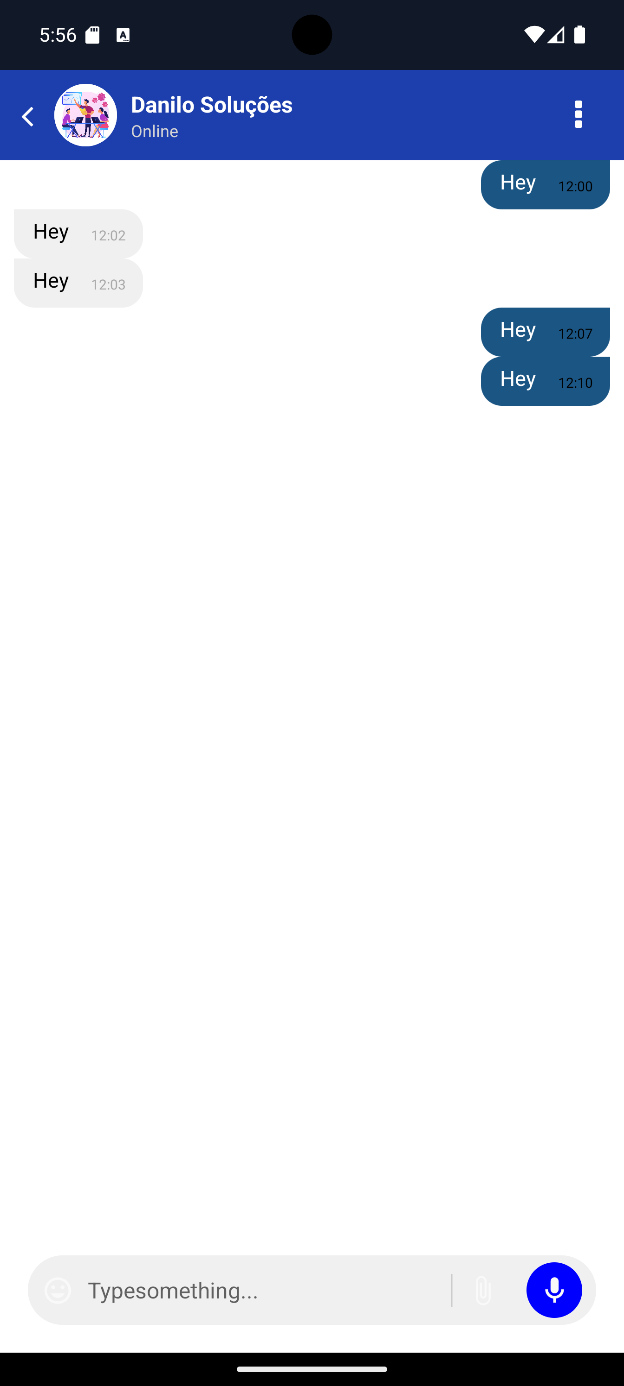 5:56
Danilo Soluções
Online
Hey 12:00
Hey 12:02
Hey 12:03
Hey 12:07
Hey 12:10
Typesomething...